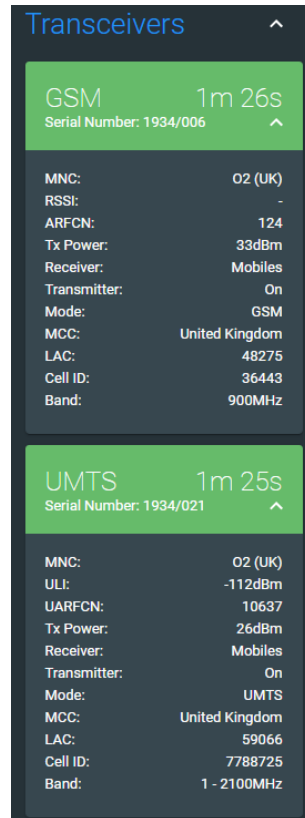 Transceivers
GSM 1m 26s
Serial Number: 1934/006
MNC: O2 (UK)
RSSI: -
ARFCN: 124
Tx Power: 33dBm
Receiver: Mobiles
Transmitter: On
Mode: GSM
MCC: United Kingdom
LAC: 48275
Cell ID: 36443
Band: 900MHz
UMTS 1m 25s
Serial Number: 1934/021
MNC: O2 (UK)
ULI: -112dBm
UARFCN: 10637
Tx Power: 26dBm
Receiver: Mobiles
Transmitter: On
Mode: UMTS
MCC: United Kingdom
LAC: 59066
Cell ID: 7788725
Band: 1 - 2100MHz